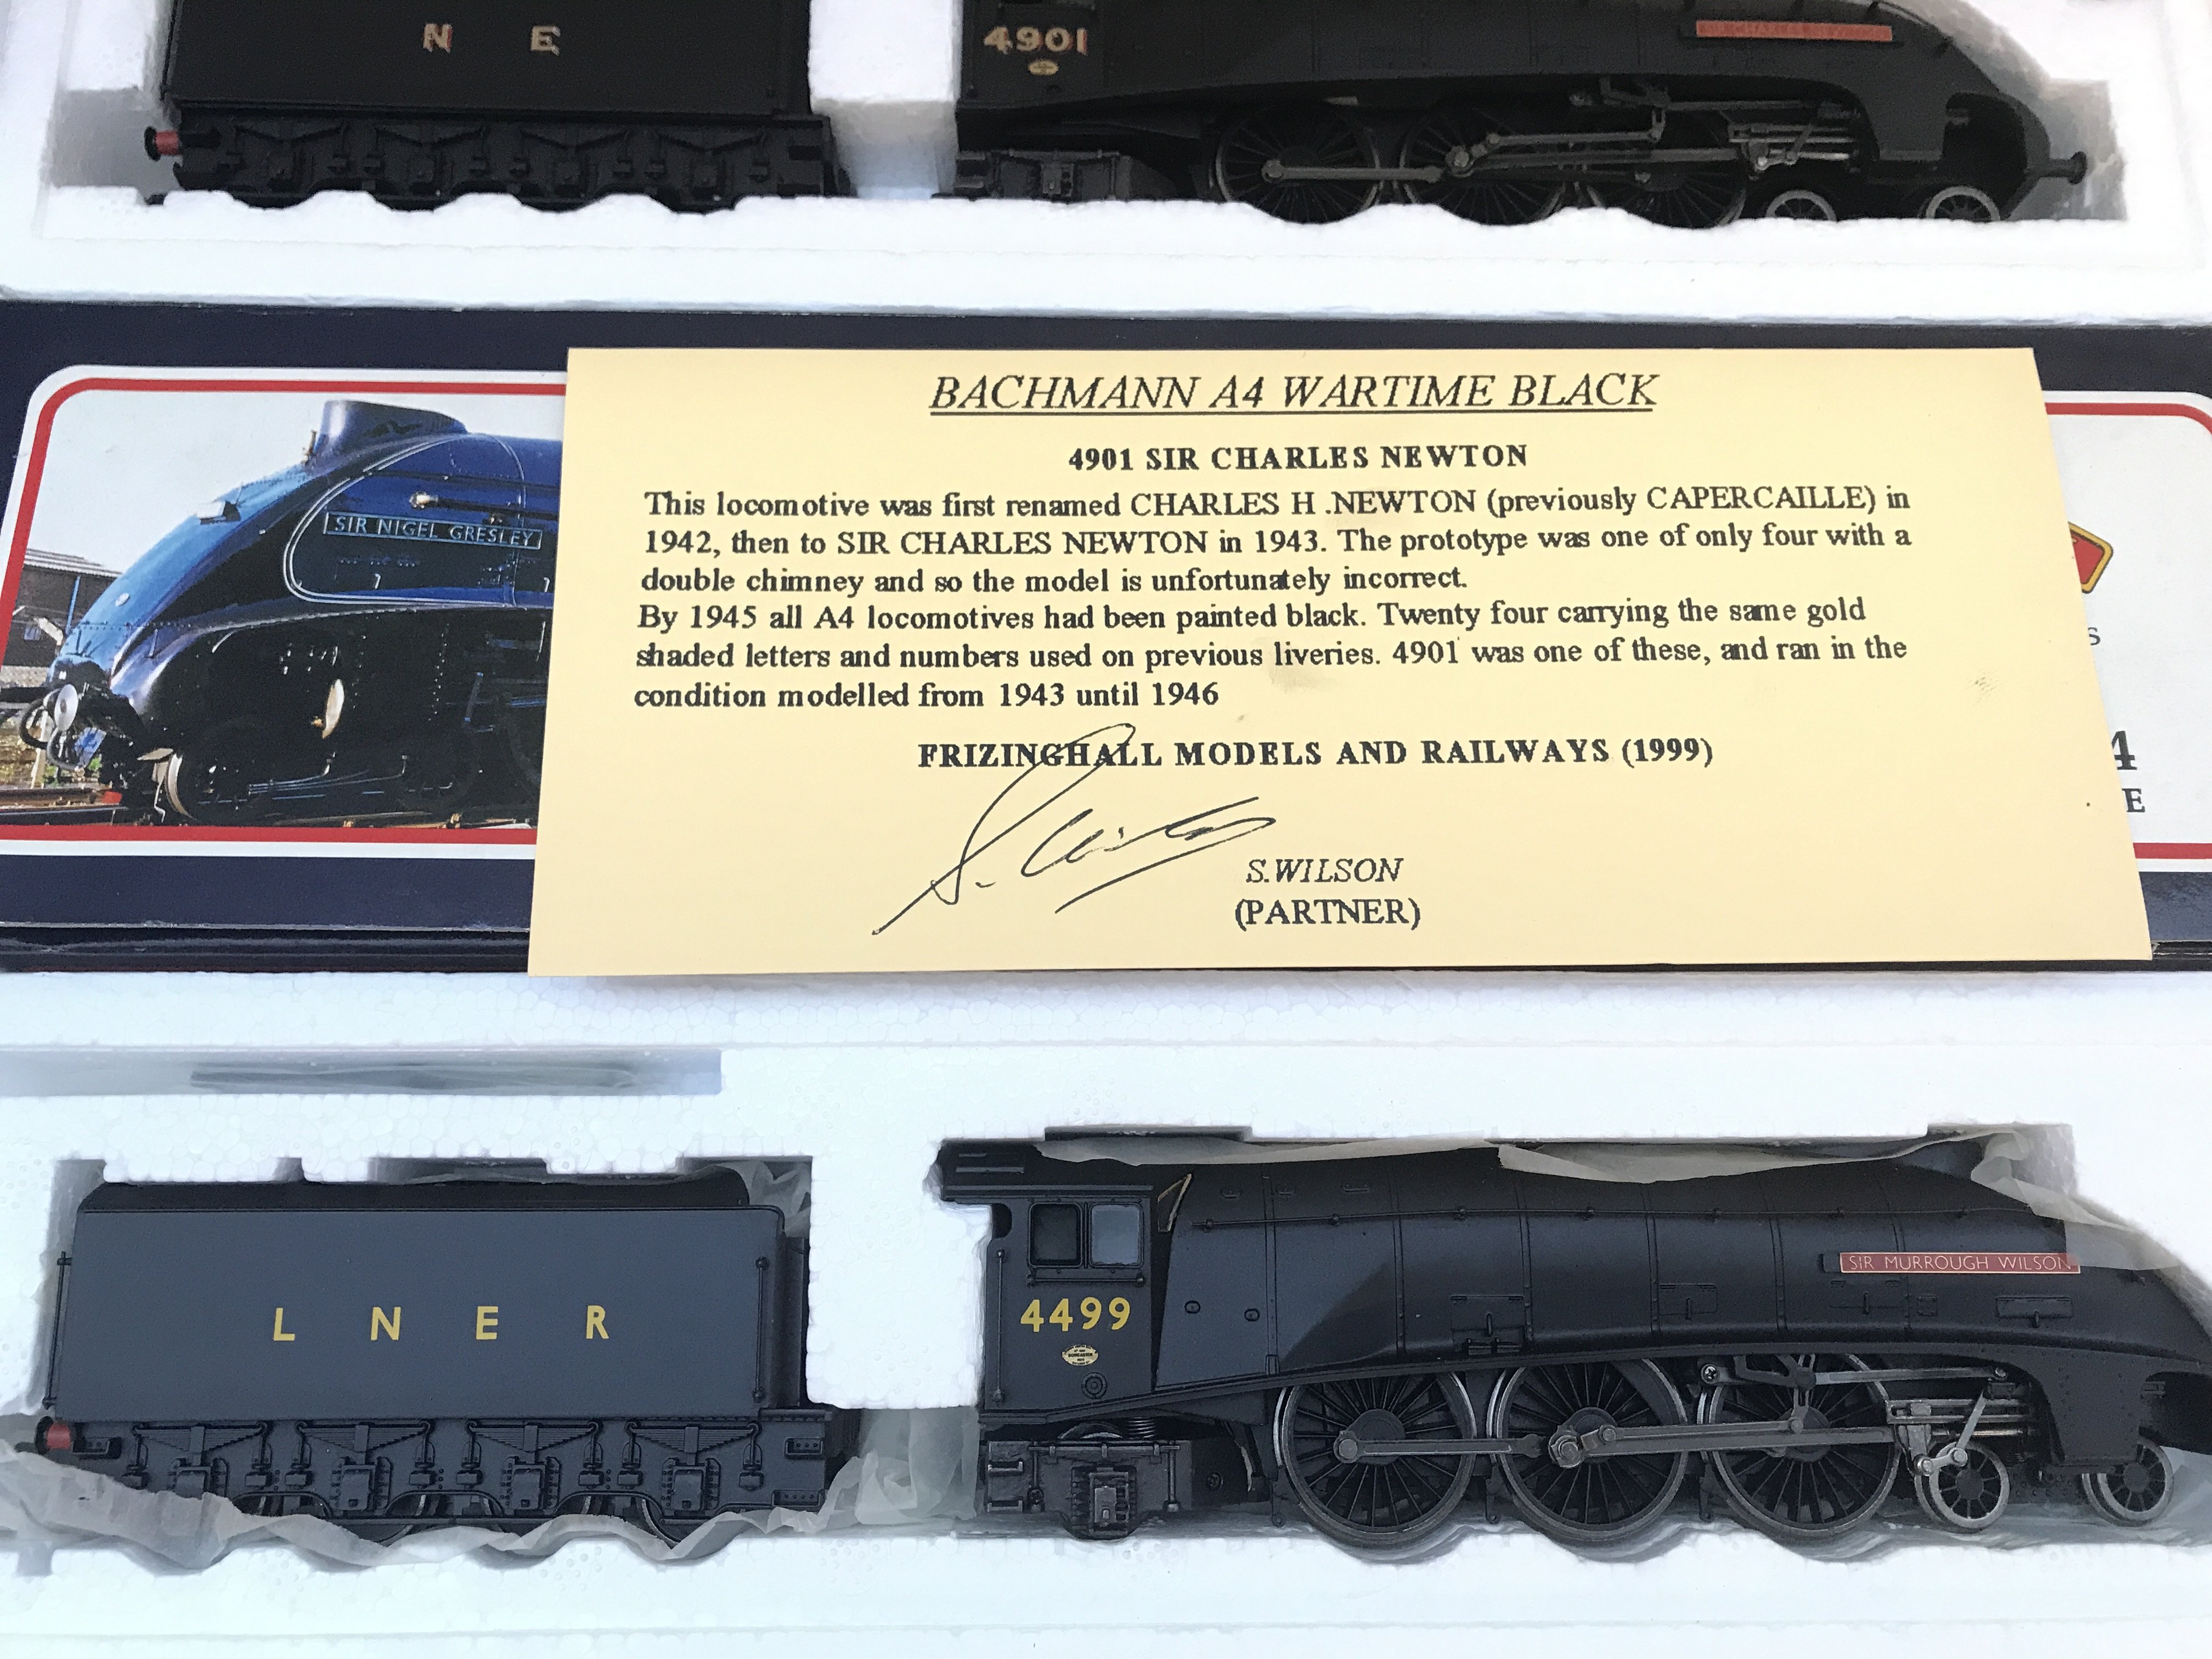 N E
4901
SIR NIGEL GRESLEY
BACHMANN A4 WARTIME BLACK
4901 SIR CHARLES NEWTON
This locomotive was first renamed CHARLES H .NEWTON (previously CAPERCAILLE) in
1942, then to SIR CHARLES NEWTON in 1943. The prototype was one of only four with a
double chimney and so the model is unfortunately incorrect.
By 1945 all A4 locomotives had been painted black. Twenty four carrying the same gold
shaded letters and numbers used on previous liveries. 4901 was one of these, and ran in the
condition modelled from 1943 until 1946
FRIZINGHALL MODELS AND RAILWAYS (1999)
S.WILSON
(PARTNER)
S
4
E
SIR MURROUGH WILSON
L N E R
4499